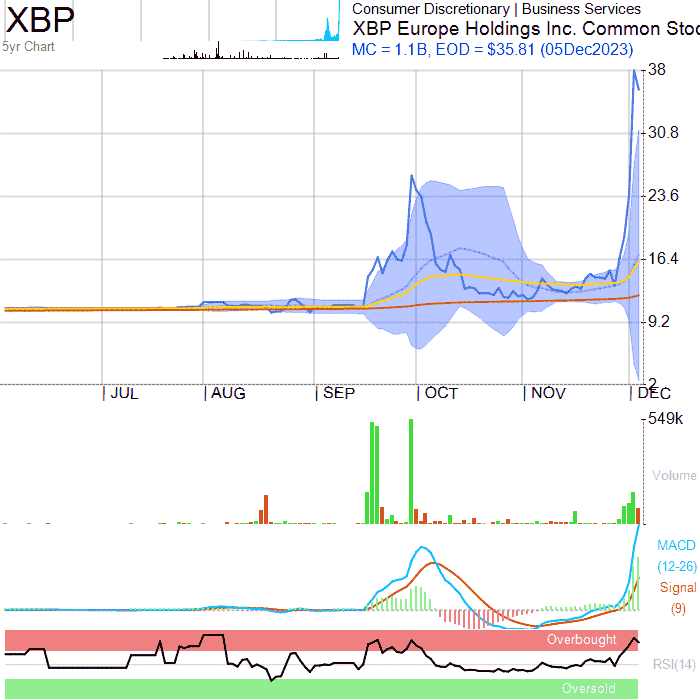 XBP
5yr Chart
Consumer Discretionary | Business Services
XBP Europe Holdings Inc. Common Stoc
MC = 1.1B, EOD = $35.81 (05Dec2023)
38
30.8
23.6
16.4
9.2
2
JUL AUG SEP OCT NOV DEC
549k
Volume
MACD
(12-26)
Signal
(9)
Overbought
RSI(14)
Oversold